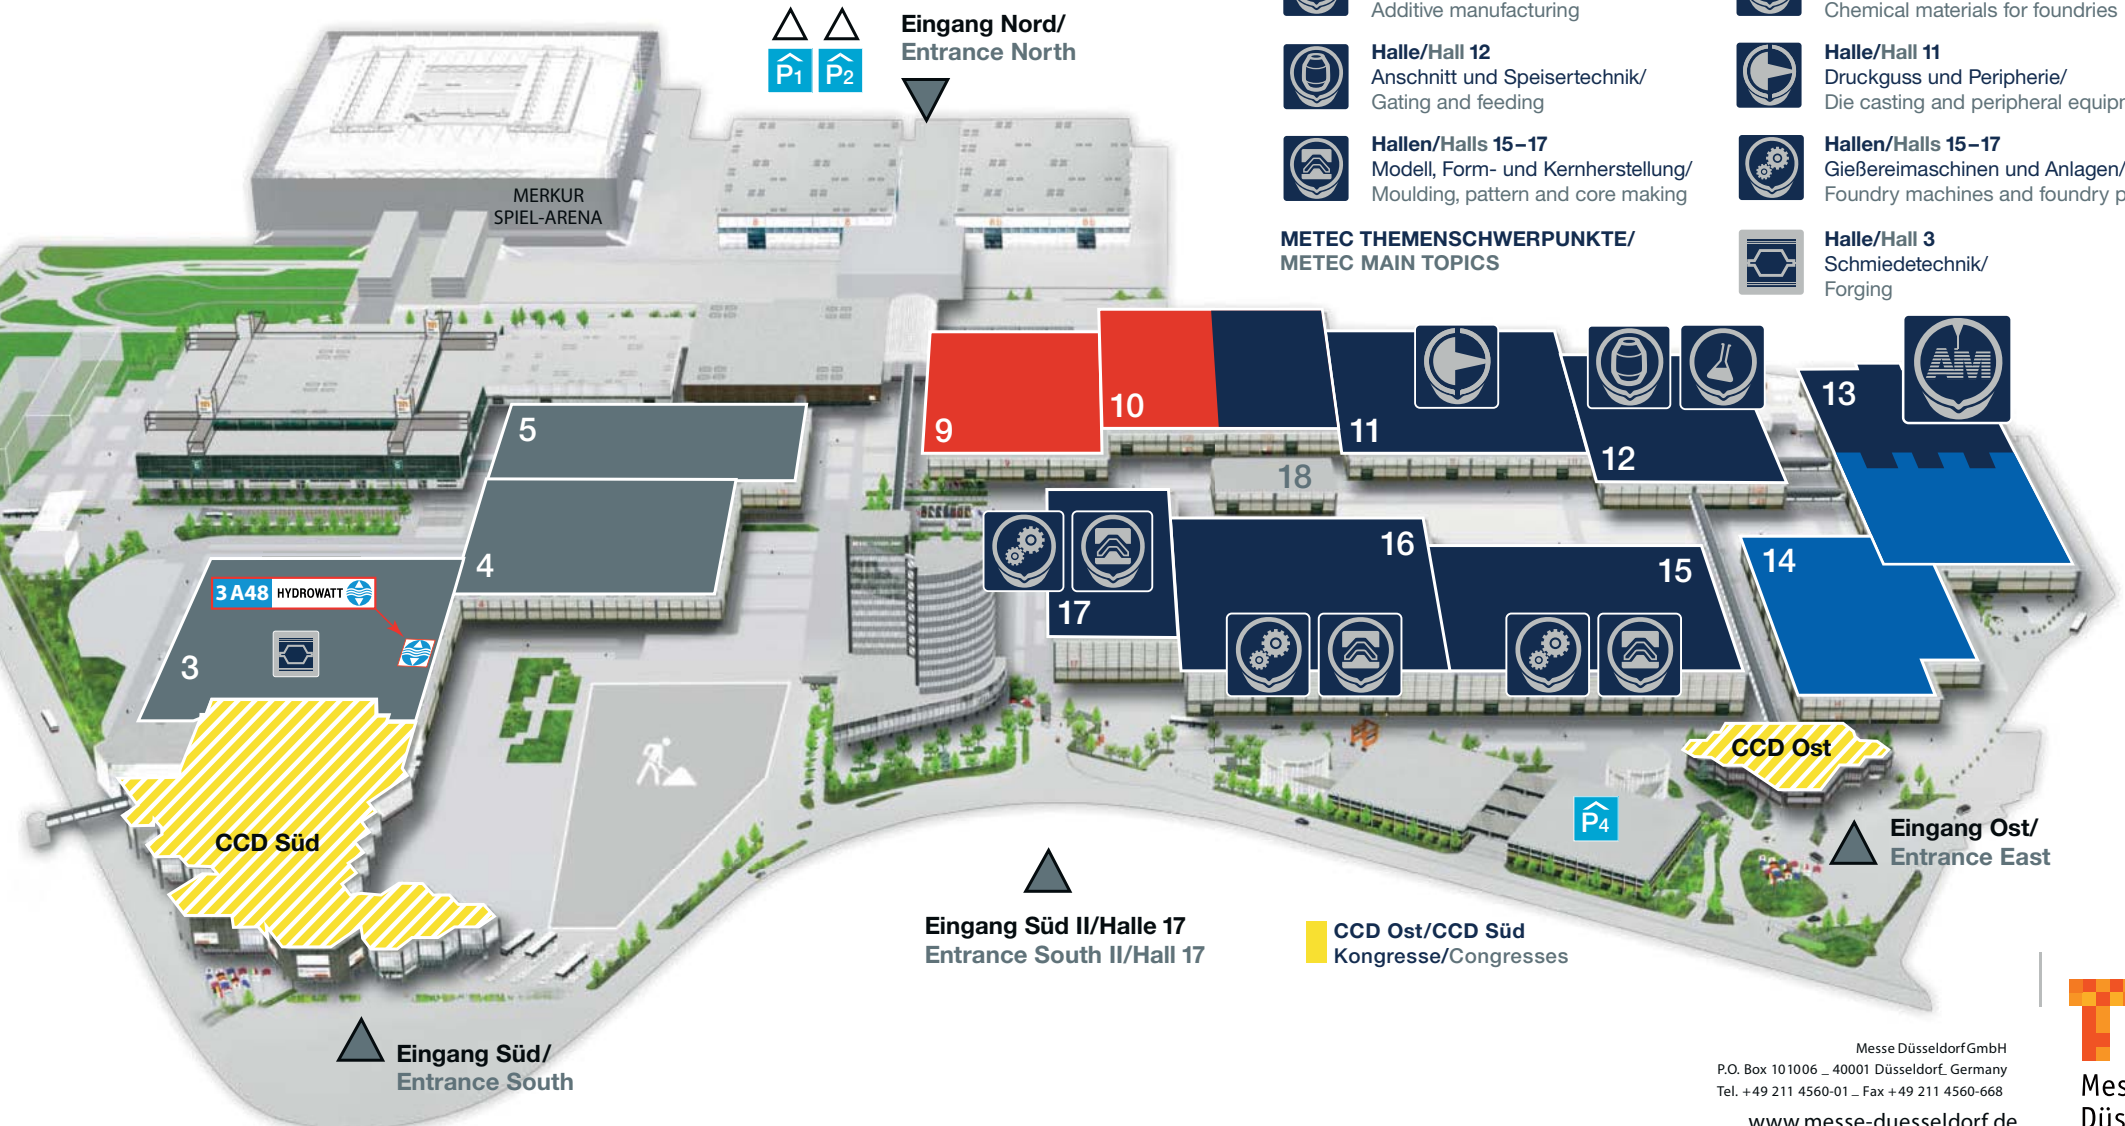 Eingang Nord/
Entrance North
P1 P2
MERKUR
SPIEL-ARENA
Additive manufacturing
Chemical materials for foundries
Halle/Hall 12
Anschnitt und Speisertechnik/
Gating and feeding
Halle/Hall 11
Druckguss und Peripherie/
Die casting and peripheral equipm
Hallen/Halls 15–17
Modell, Form- und Kernherstellung/
Moulding, pattern and core making
Hallen/Halls 15–17
Gießereimaschinen und Anlagen/
Foundry machines and foundry p
METEC THEMENSCHWERPUNKTE/
METEC MAIN TOPICS
Halle/Hall 3
Schmiedetechnik/
Forging
AM
5
9
10
11
12
13
18
4
17
16
15
14
3 A48 HYDROWATT
3
CCD Ost
CCD Süd
P4
Eingang Ost/
Entrance East
Eingang Süd II/Halle 17
Entrance South II/Hall 17
CCD Ost/CCD Süd
Kongresse/Congresses
Eingang Süd/
Entrance South
Messe Düsseldorf GmbH
P.O. Box 10 10 06 _ 40001 Düsseldorf_ Germany
Tel. +49 211 4560-01 _ Fax +49 211 4560-668
www.messe-duesseldorf.de
Mes
Düs